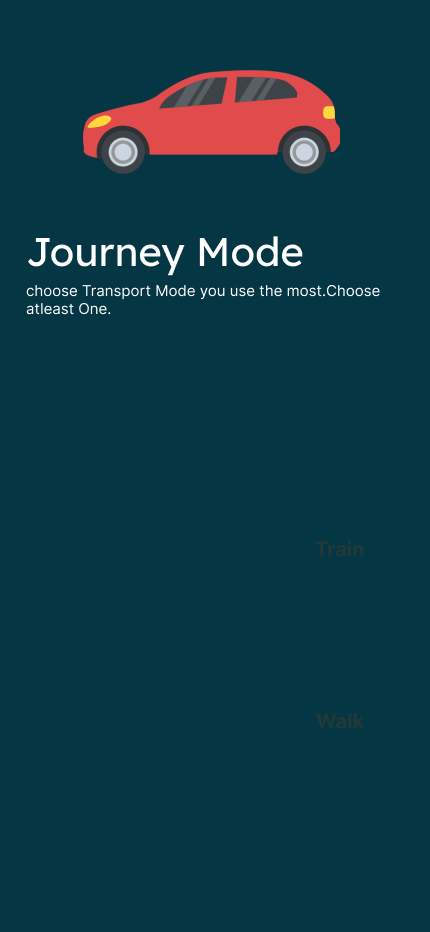 Journey Mode
choose Transport Mode you use the most.Choose
atleast One.
Train
Walk